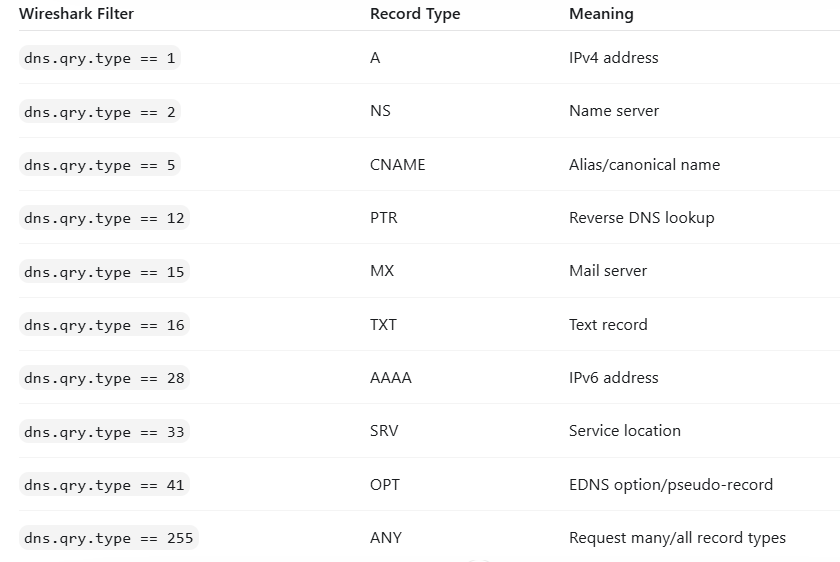 Wireshark Filter Record Type Meaning
dns.qry.type == 1 A IPv4 address
dns.qry.type == 2 NS Name server
dns.qry.type == 5 CNAME Alias/canonical name
dns.qry.type == 12 PTR Reverse DNS lookup
dns.qry.type == 15 MX Mail server
dns.qry.type == 16 TXT Text record
dns.qry.type == 28 AAAA IPv6 address
dns.qry.type == 33 SRV Service location
dns.qry.type == 41 OPT EDNS option/pseudo-record
dns.qry.type == 255 ANY Request many/all record types